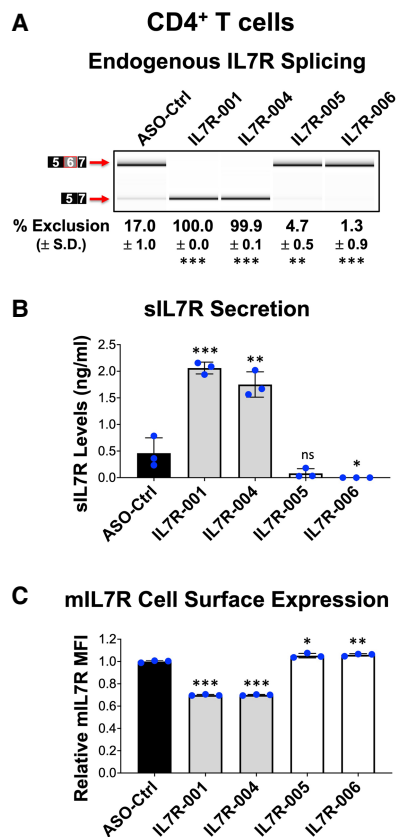 A
CD4⁺ T cells
Endogenous IL7R Splicing
ASO-Ctrl IL7R-001 IL7R-004 IL7R-005 IL7R-006
5 6 7
5 7
% Exclusion 17.0 100.0 99.9 4.7 1.3
(± S.D.) ± 1.0 ± 0.0 ± 0.1 ± 0.5 ± 0.9
*** *** ** ***
B
sIL7R Secretion
sIL7R Levels (ng/ml)
2.5
2.0
1.5
1.0
0.5
0.0
*** ** ns *
ASO-Ctrl IL7R-001 IL7R-004 IL7R-005 IL7R-006
C
mIL7R Cell Surface Expression
Relative mIL7R MFI
1.2
1.0
0.8
0.6
0.4
0.2
0.0
*** *** * **
ASO-Ctrl IL7R-001 IL7R-004 IL7R-005 IL7R-006